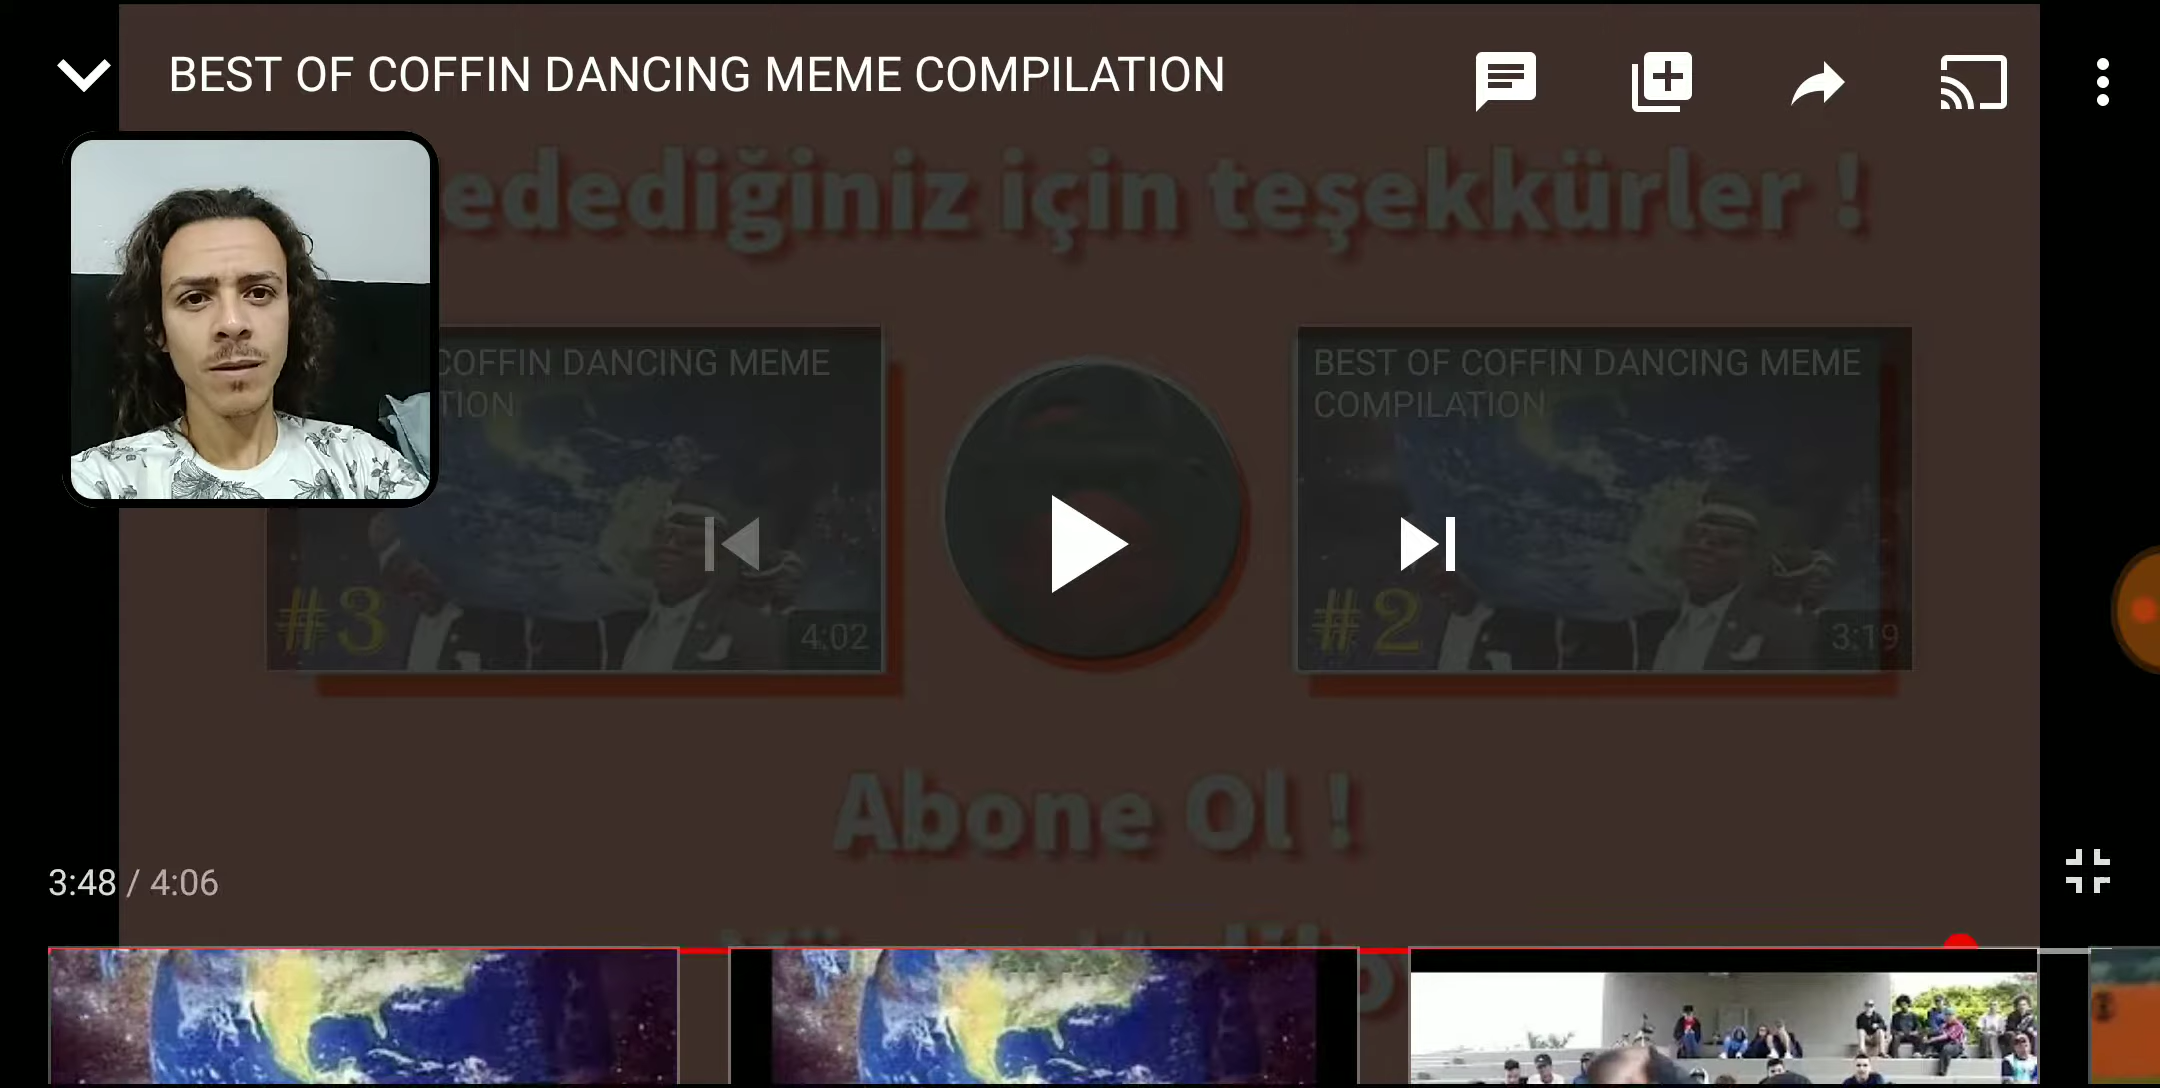 BEST OF COFFIN DANCING MEME COMPILATION
edediğiniz için teşekkürler !
COFFIN DANCING MEME
TION
#3
4:02
BEST OF COFFIN DANCING MEME
COMPILATION
#2
3:19
Abone Ol !
3:48 / 4:06